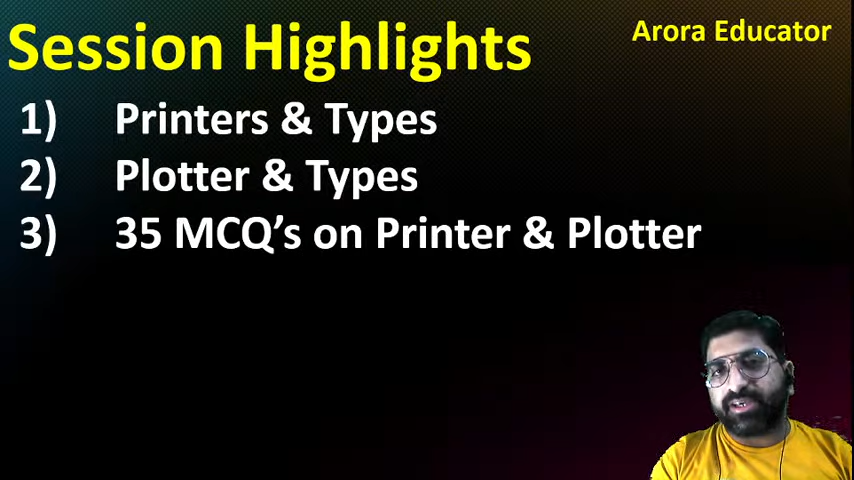 Session Highlights
Arora Educator
1) Printers & Types
2) Plotter & Types
3) 35 MCQ’s on Printer & Plotter